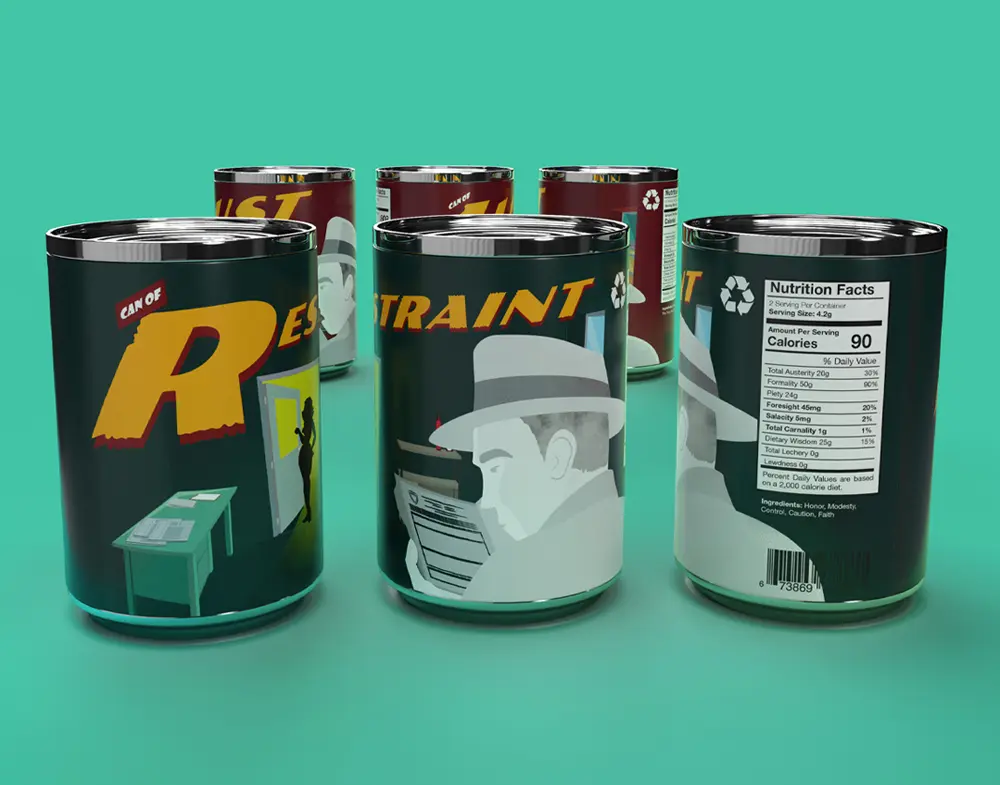 UST
CAN OF
CAN OF
RES
STRAINT
NT
Nutrition Facts
2 Serving Per Container
Serving Size: 4.2g
Amount Per Serving
Calories 90
% Daily Value
Total Austerity 20g 30%
Formality 50g 90%
Piety 24g
Foresight 45mg 20%
Salacity 5mg 2%
Total Carnality 1g 1%
Dietary Wisdom 25g 15%
Total Lechery 0g
Lewdness 0g
Percent Daily Values are based
on a 2,000 calorie diet.
Ingredients: Honor, Modesty,
Control, Caution, Faith
6 73869